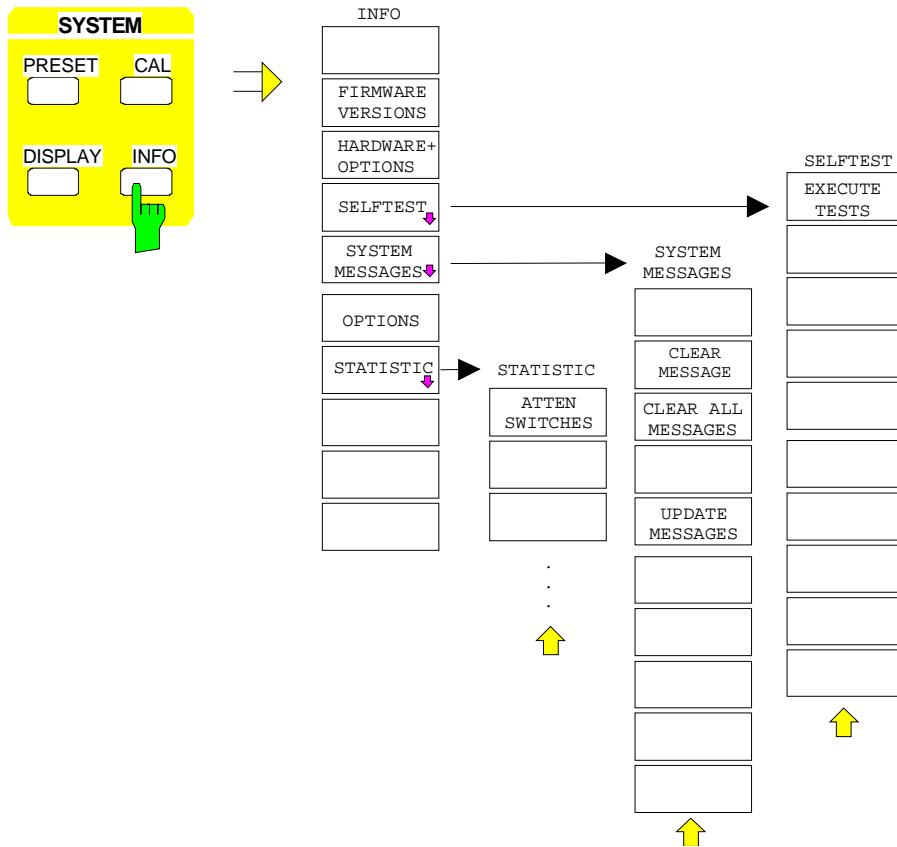 SYSTEM
PRESET CAL
DISPLAY INFO
INFO
FIRMWARE
VERSIONS
HARDWARE+
OPTIONS
SELFTEST
SYSTEM
MESSAGES
OPTIONS
STATISTIC
STATISTIC
ATTEN
SWITCHES
.
.
.
SYSTEM
MESSAGES
CLEAR
MESSAGE
CLEAR ALL
MESSAGES
UPDATE
MESSAGES
SELFTEST
EXECUTE
TESTS